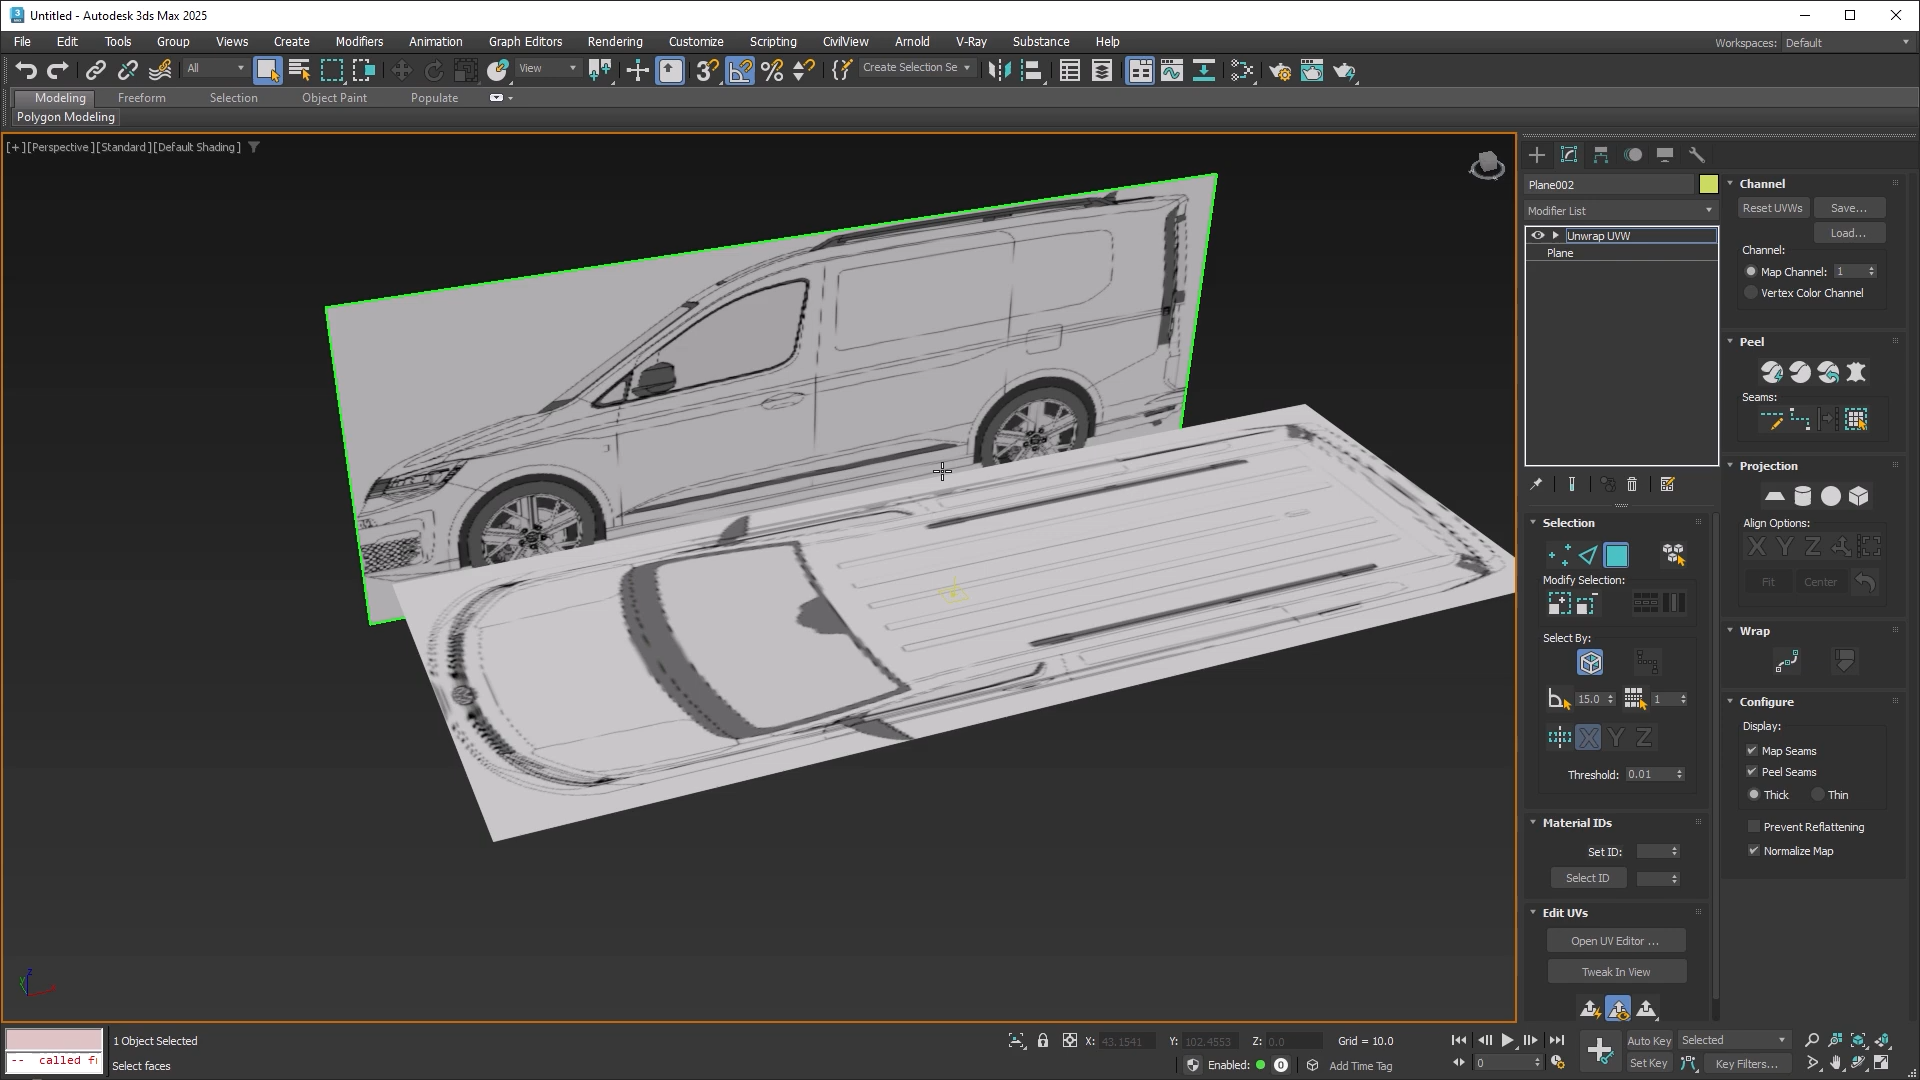 Untitled - Autodesk 3ds Max 2025
File Edit Tools Group Views Create Modifiers Animation Graph Editors Rendering Customize Scripting CivilView Arnold V-Ray Substance Help
Workspaces: Default
All
View
Create Selection Se
Modeling Freeform Selection Object Paint Populate
Polygon Modeling
[+][Perspective][Standard][Default Shading]
Plane002
Modifier List
Unwrap UVW
Plane
Selection
Modify Selection:
Select By:
15.0
1
X Y Z
Threshold: 0.01
Material IDs
Set ID:
Select ID
Edit UVs
Open UV Editor ...
Tweak In View
Channel
Reset UVWs Save...
Load...
Channel:
Map Channel: 1
Vertex Color Channel
Peel
Seams:
Projection
Align Options:
X Y Z
Fit Center
Wrap
Configure
Display:
Map Seams
Peel Seams
Thick Thin
Prevent Reflattening
Normalize Map
z
y
x
-- called fr
1 Object Selected
Select faces
X: 43.1541 Y: 102.4553 Z: 0.0 Grid = 10.0
Enabled: 0 Add Time Tag
0
Auto Key Selected
Set Key Key Filters...